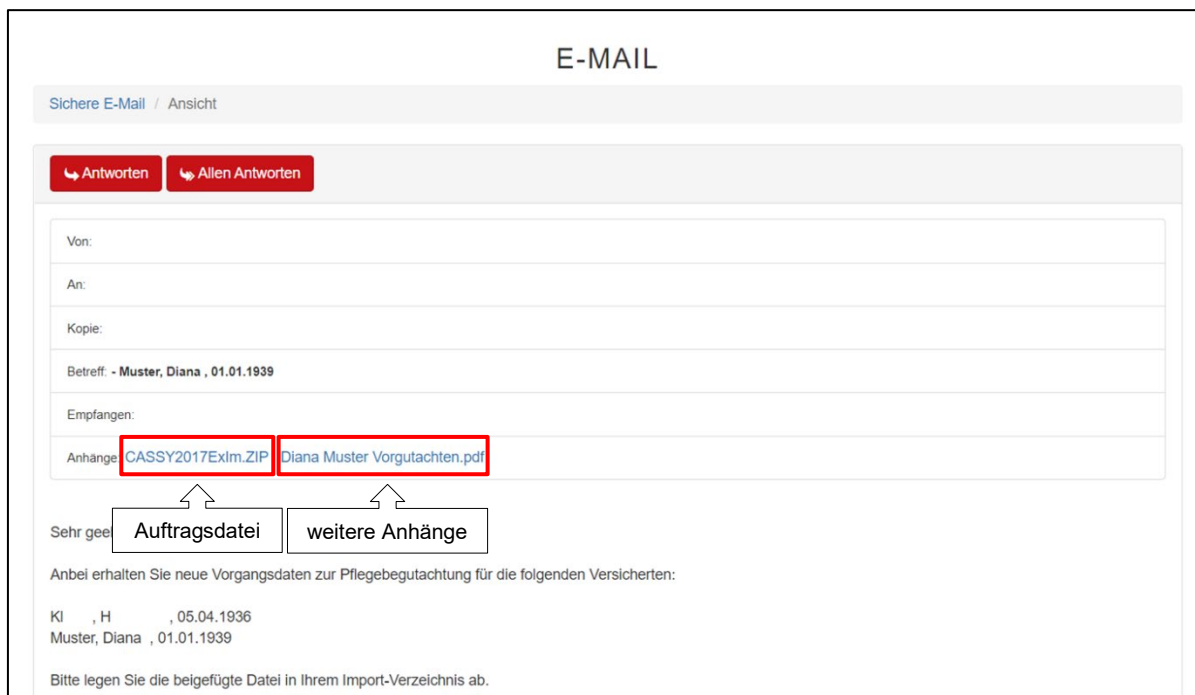 E-MAIL
Sichere E-Mail / Ansicht
Antworten Allen Antworten
Von:
An:
Kopie:
Betreff: - Muster, Diana , 01.01.1939
Empfangen:
Anhänge: CASSY2017ExIm.ZIP Diana Muster Vorgutachten.pdf
Auftragsdatei weitere Anhänge
Sehr geel
Anbei erhalten Sie neue Vorgangsdaten zur Pflegebegutachtung für die folgenden Versicherten:
Kl , H , 05.04.1936
Muster, Diana , 01.01.1939
Bitte legen Sie die beigefügte Datei in Ihrem Import-Verzeichnis ab.